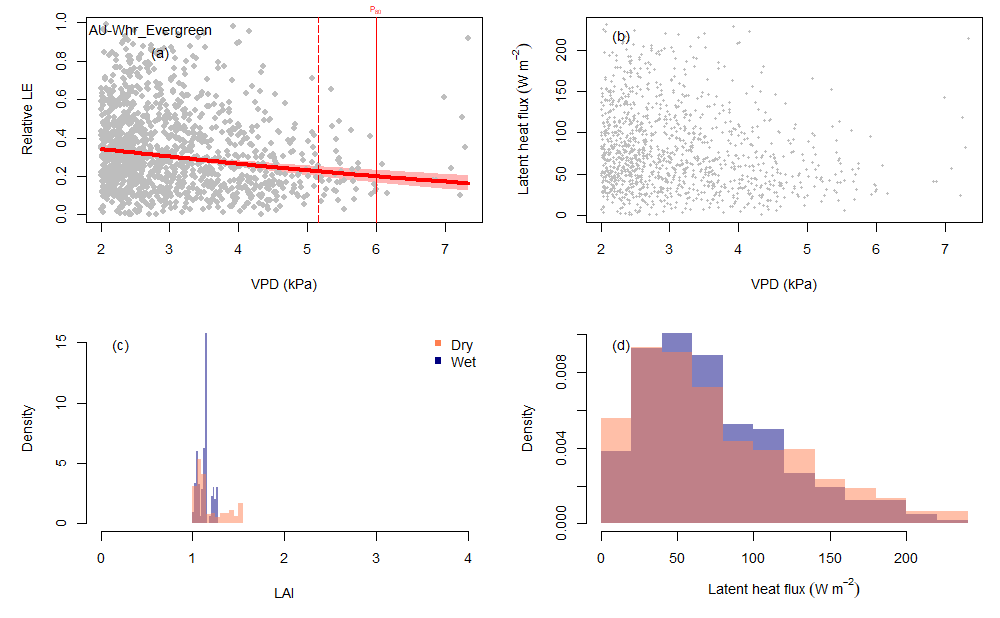 P80
AU-Whr_Evergreen
(a)
Relative LE
0.0 0.2 0.4 0.6 0.8 1.0
2 3 4 5 6 7
VPD (kPa)
(b)
Latent heat flux (W m−2)
0 50 100 150 200
2 3 4 5 6 7
VPD (kPa)
(c)
Dry
Wet
Density
0 5 10 15
0 1 2 3 4
LAI
(d)
Density
0.000 0.004 0.008
0 50 100 150 200
Latent heat flux (W m−2)